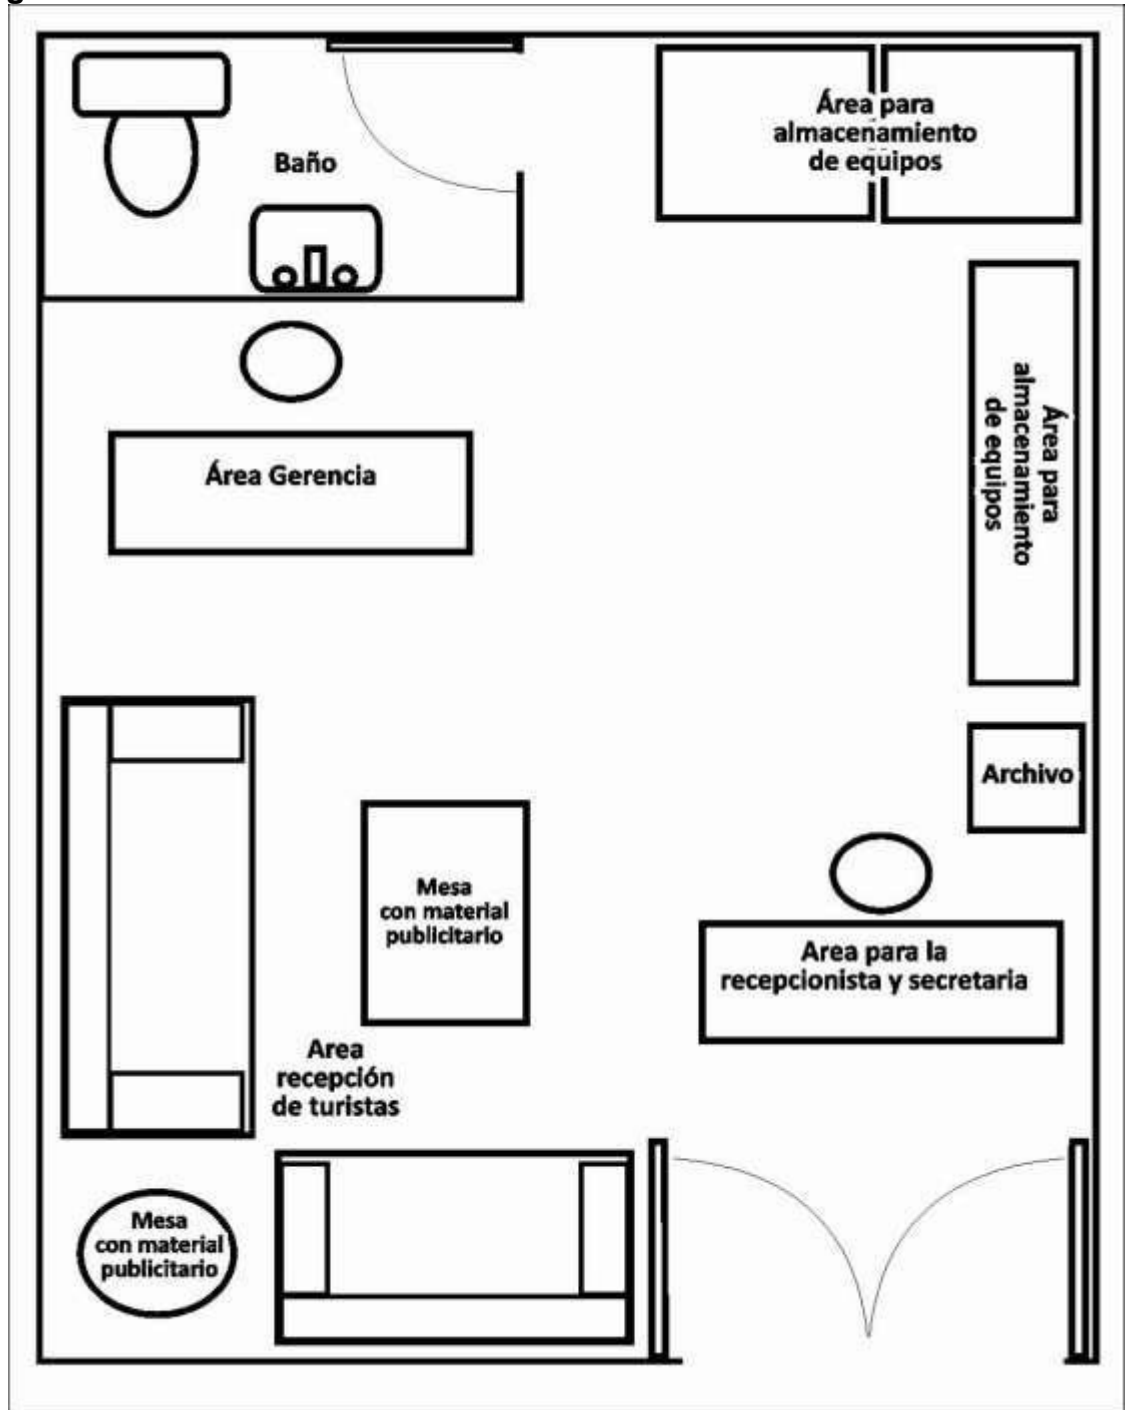 Área para
almacenamiento
de equipos
Baño
Área Gerencia
Área para
almacenamiento
de equipos
Archivo
Mesa
con material
publicitario
Area para la
recepcionista y secretaria
Area
recepción
de turistas
Mesa
con material
publicitario